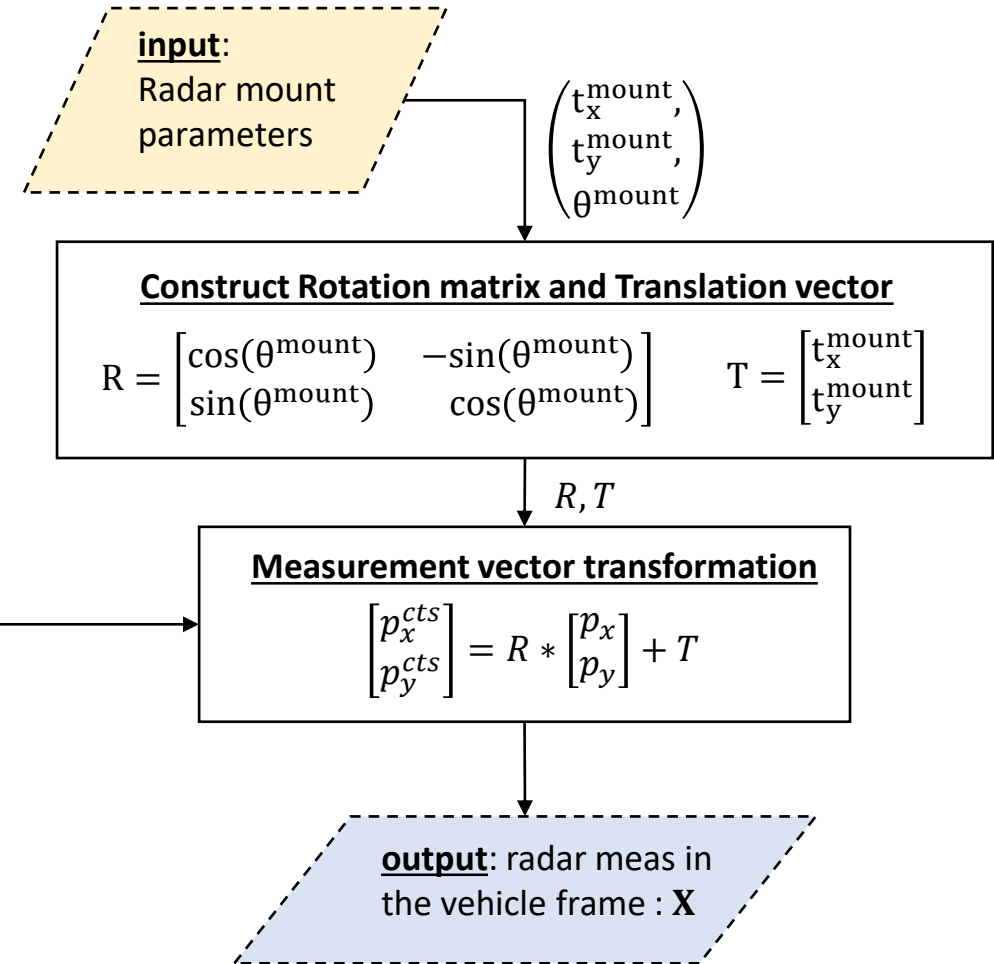 input:
Radar mount
parameters
(t_x^mount,
t_y^mount,
θ^mount)
Construct Rotation matrix and Translation vector
R = [cos(θ^mount) −sin(θ^mount)
sin(θ^mount) cos(θ^mount)]
T = [t_x^mount
t_y^mount]
R, T
Measurement vector transformation
[p_x^cts
p_y^cts] = R ∗ [p_x
p_y] + T
output: radar meas in
the vehicle frame : X